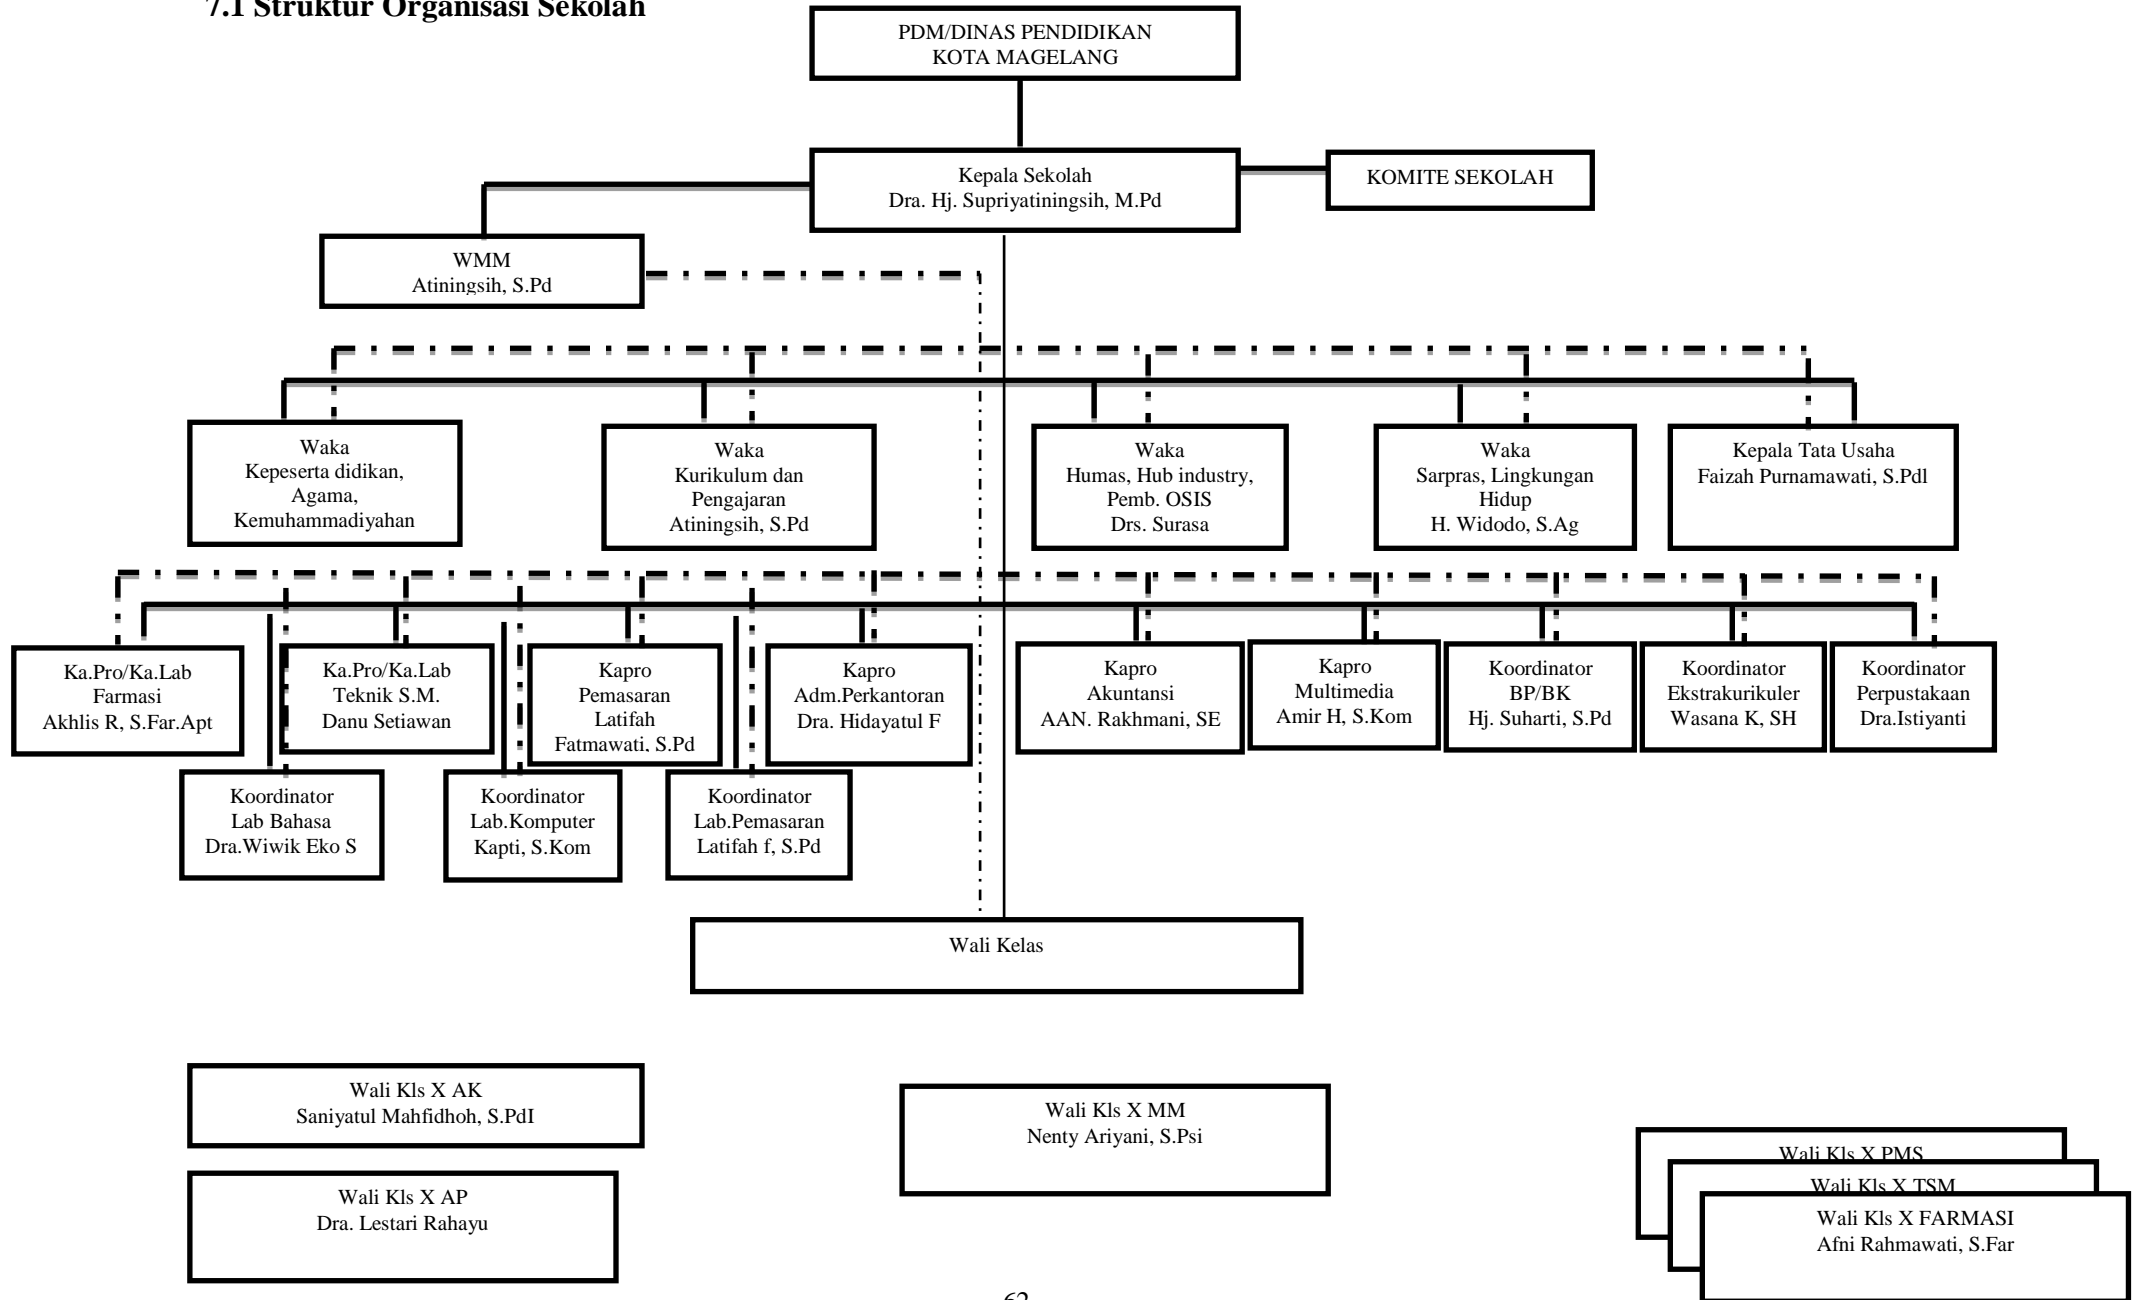 7.1 Struktur Organisasi Sekolah
PDM/DINAS PENDIDIKAN
KOTA MAGELANG
Kepala Sekolah
Dra. Hj. Supriyatiningsih, M.Pd
KOMITE SEKOLAH
WMM
Atiningsih, S.Pd
Waka
Kepeserta didikan,
Agama,
Kemuhammadiyahan
Waka
Kurikulum dan
Pengajaran
Atiningsih, S.Pd
Waka
Humas, Hub industry,
Pemb. OSIS
Drs. Surasa
Waka
Sarpras, Lingkungan
Hidup
H. Widodo, S.Ag
Kepala Tata Usaha
Faizah Purnamawati, S.Pdl
Ka.Pro/Ka.Lab
Farmasi
Akhlis R, S.Far.Apt
Ka.Pro/Ka.Lab
Teknik S.M.
Danu Setiawan
Kapro
Pemasaran
Latifah
Fatmawati, S.Pd
Kapro
Adm.Perkantoran
Dra. Hidayatul F
Kapro
Akuntansi
AAN. Rakhmani, SE
Kapro
Multimedia
Amir H, S.Kom
Koordinator
BP/BK
Hj. Suharti, S.Pd
Koordinator
Ekstrakurikuler
Wasana K, SH
Koordinator
Perpustakaan
Dra.Istiyanti
Koordinator
Lab Bahasa
Dra.Wiwik Eko S
Koordinator
Lab.Komputer
Kapti, S.Kom
Koordinator
Lab.Pemasaran
Latifah f, S.Pd
Wali Kelas
Wali Kls X AK
Saniyatul Mahfidhoh, S.PdI
Wali Kls X MM
Nenty Ariyani, S.Psi
Wali Kls X PMS
Wali Kls X TSM
Wali Kls X FARMASI
Afni Rahmawati, S.Far
Wali Kls X AP
Dra. Lestari Rahayu